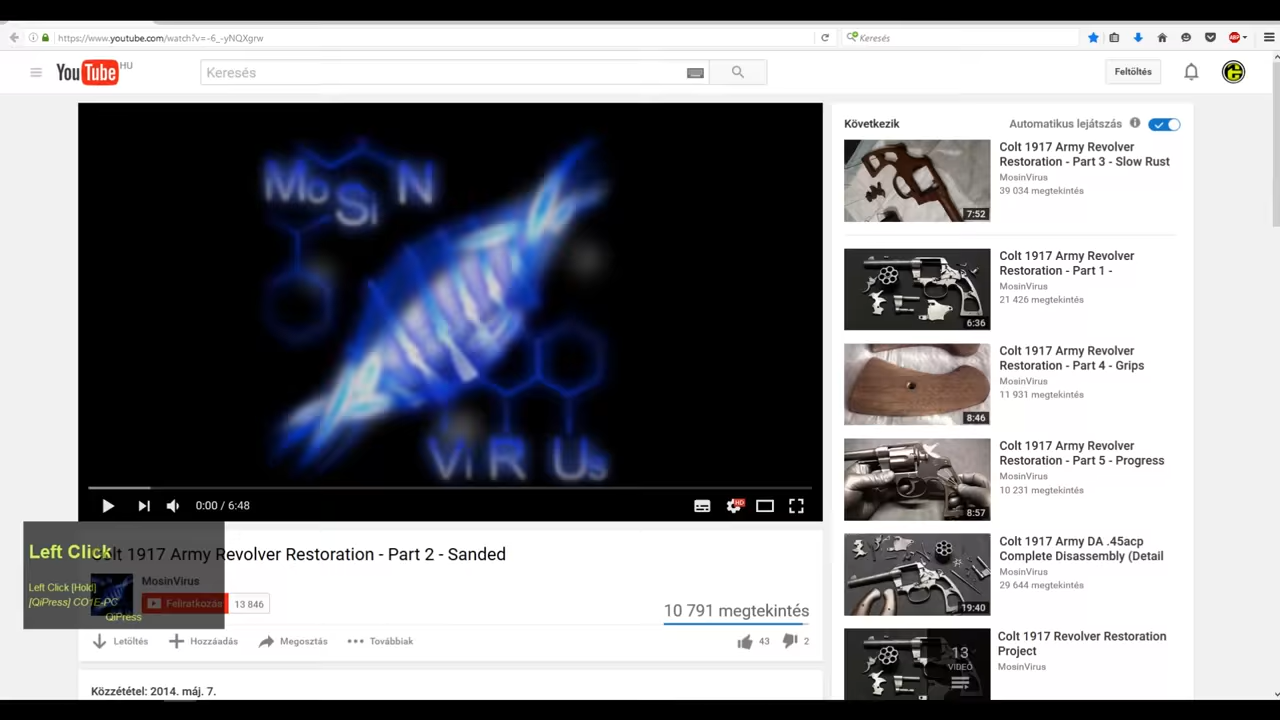 https://www.youtube.com/watch?v=-6_-yNQXgrw
Keresés
ABP
YouTube HU
Keresés
Feltöltés
MoSiN
ViRUs
0:00 / 6:48
HD
Left Click
Colt 1917 Army Revolver Restoration - Part 2 - Sanded
MosinVirus
Left Click [Hold]
Feliratkozás 13 846
[QiPress] CO1E-PC
QiPress
10 791 megtekintés
Letöltés Hozzáadás Megosztás Továbbiak 43 2
Közzététel: 2014. máj. 7.
Következik Automatikus lejátszás
Colt 1917 Army Revolver
Restoration - Part 3 - Slow Rust
MosinVirus
39 034 megtekintés
7:52
Colt 1917 Army Revolver
Restoration - Part 1 -
MosinVirus
21 426 megtekintés
6:36
Colt 1917 Army Revolver
Restoration - Part 4 - Grips
MosinVirus
11 931 megtekintés
8:46
Colt 1917 Army Revolver
Restoration - Part 5 - Progress
MosinVirus
10 231 megtekintés
8:57
Colt 1917 Army DA .45acp
Complete Disassembly (Detail
MosinVirus
29 644 megtekintés
19:40
Colt 1917 Revolver Restoration
Project
MosinVirus
13
VIDEÓ